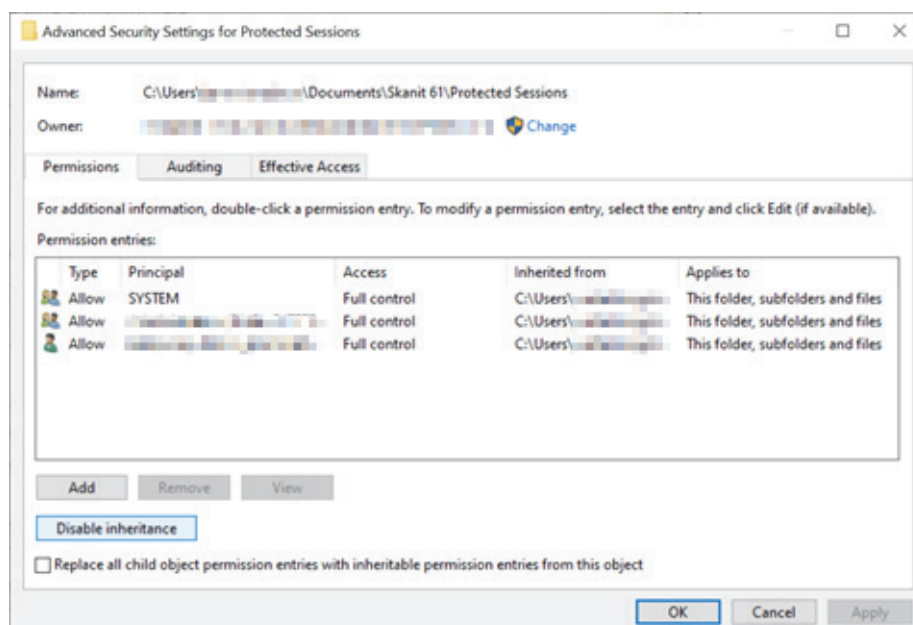 Advanced Security Settings for Protected Sessions
Name: C:\Users\ \Documents\Skanit 61\Protected Sessions
Owner: Change
Permissions Auditing Effective Access
For additional information, double-click a permission entry. To modify a permission entry, select the entry and click Edit (if available).
Permission entries:
Type Principal Access Inherited from Applies to
Allow SYSTEM Full control C:\Users\ This folder, subfolders and files
Allow Full control C:\Users\ This folder, subfolders and files
Allow Full control C:\Users\ This folder, subfolders and files
Add Remove View
Disable inheritance
Replace all child object permission entries with inheritable permission entries from this object
OK Cancel Apply